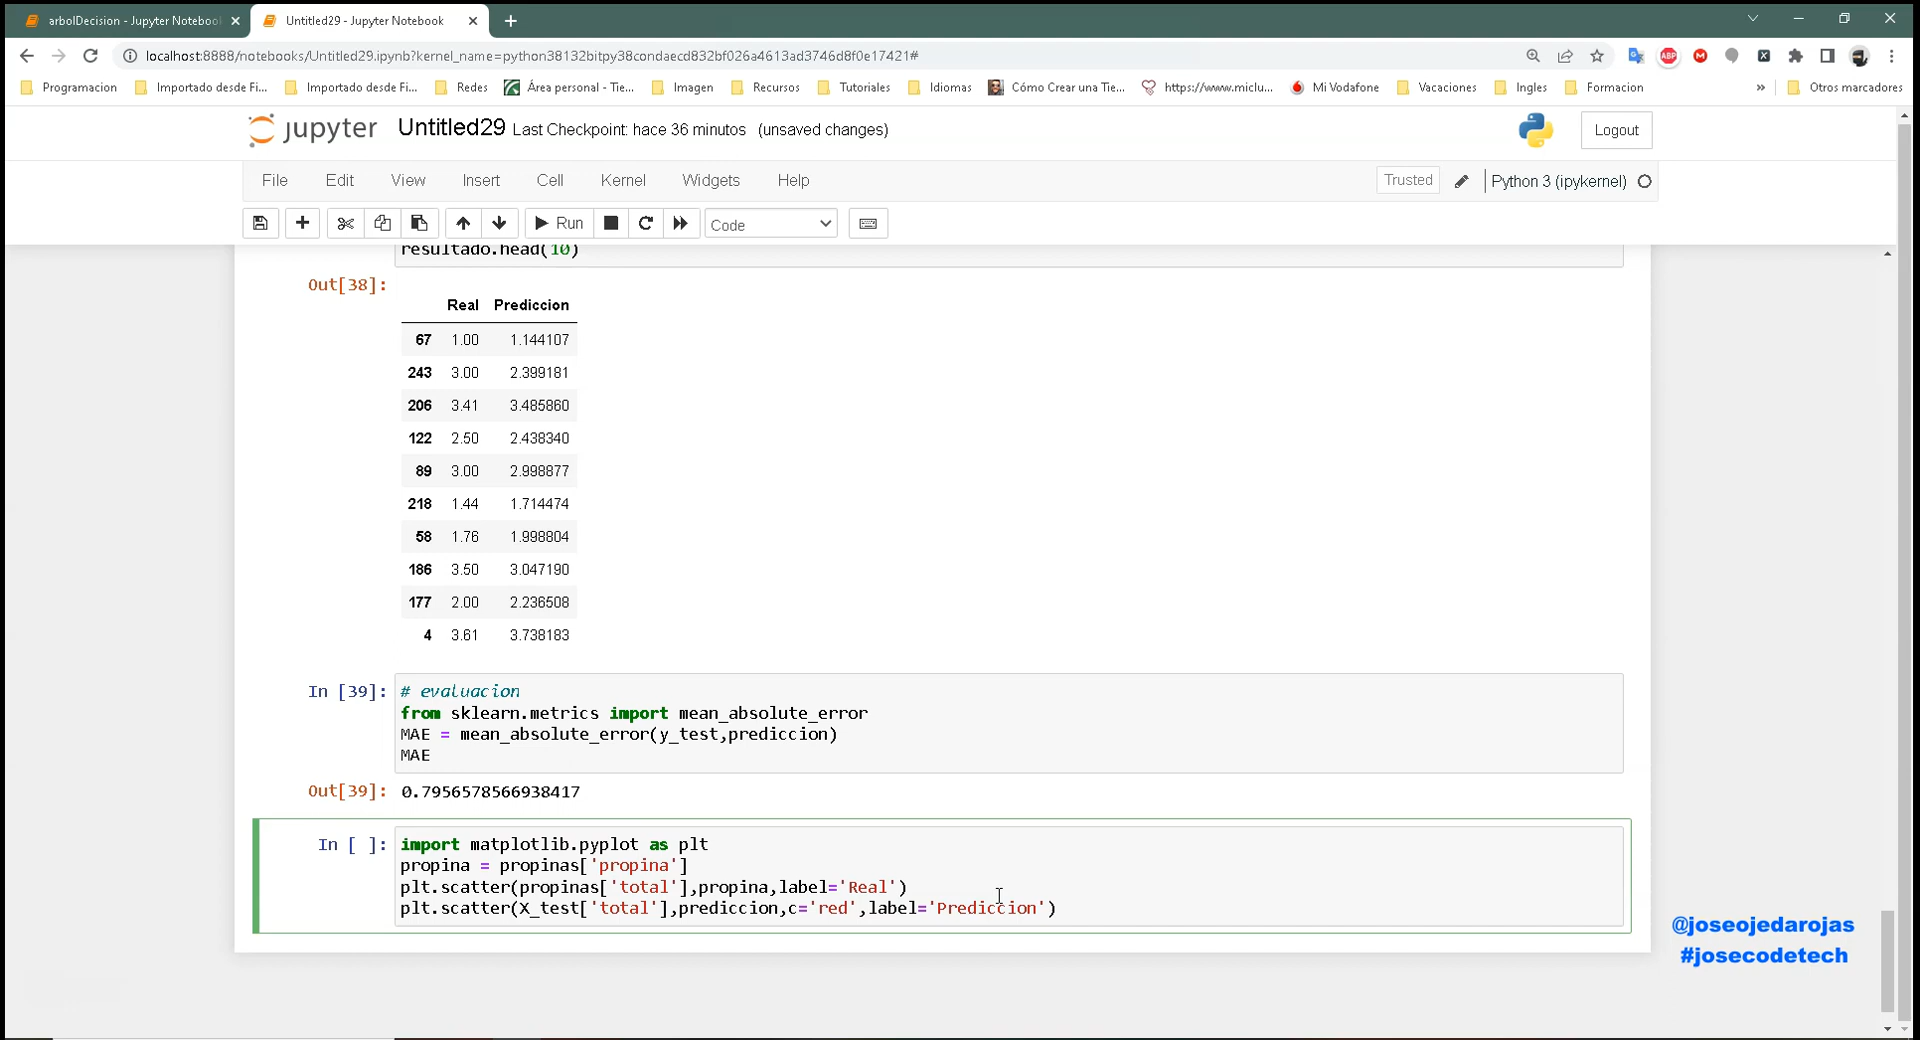 arbolDecision - Jupyter Notebook
Untitled29 - Jupyter Notebook
localhost:8888/notebooks/Untitled29.ipynb?kernel_name=python38132bitpy38condaecd832bf026a4613ad3746d8f0e17421#
ABP
Programacion Importado desde Fi... Importado desde Fi... Redes Área personal - Tie... Imagen Recursos Tutoriales Idiomas Cómo Crear una Tie... https://www.miclu... Mi Vodafone Vacaciones Ingles Formacion » Otros marcadores
jupyter Untitled29 Last Checkpoint: hace 36 minutos (unsaved changes) Logout
File Edit View Insert Cell Kernel Widgets Help Trusted Python 3 (ipykernel)
Run Code
resultado.head(10)
Out[38]:
Real Prediccion
67 1.00 1.144107
243 3.00 2.399181
206 3.41 3.485860
122 2.50 2.438340
89 3.00 2.998877
218 1.44 1.714474
58 1.76 1.998804
186 3.50 3.047190
177 2.00 2.236508
4 3.61 3.738183
In [39]: # evaluacion
from sklearn.metrics import mean_absolute_error
MAE = mean_absolute_error(y_test,prediccion)
MAE
Out[39]: 0.7956578566938417
In [ ]: import matplotlib.pyplot as plt
propina = propinas['propina']
plt.scatter(propinas['total'],propina,label='Real')
plt.scatter(X_test['total'],prediccion,c='red',label='Prediccion')
@joseojedarojas
#josecodetech